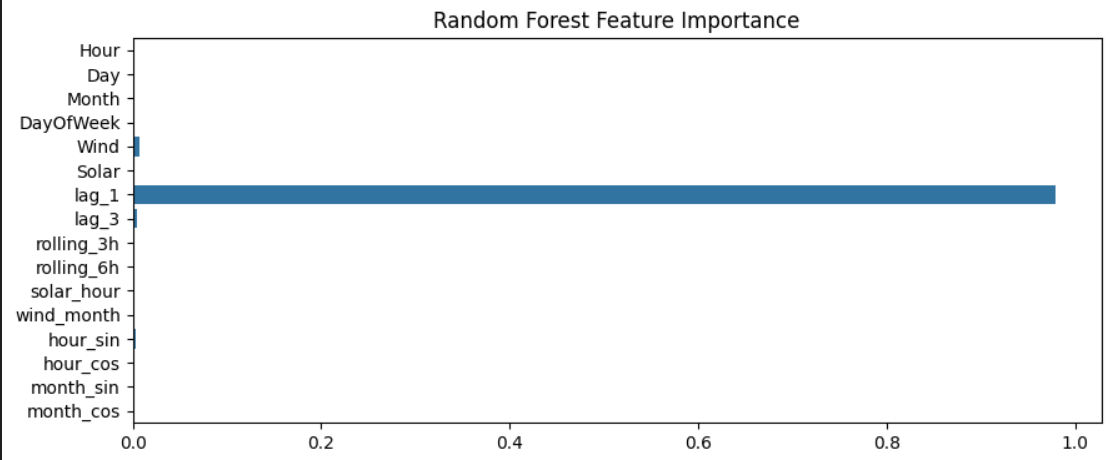 Random Forest Feature Importance
Hour
Day
Month
DayOfWeek
Wind
Solar
lag_1
lag_3
rolling_3h
rolling_6h
solar_hour
wind_month
hour_sin
hour_cos
month_sin
month_cos
0.0 0.2 0.4 0.6 0.8 1.0